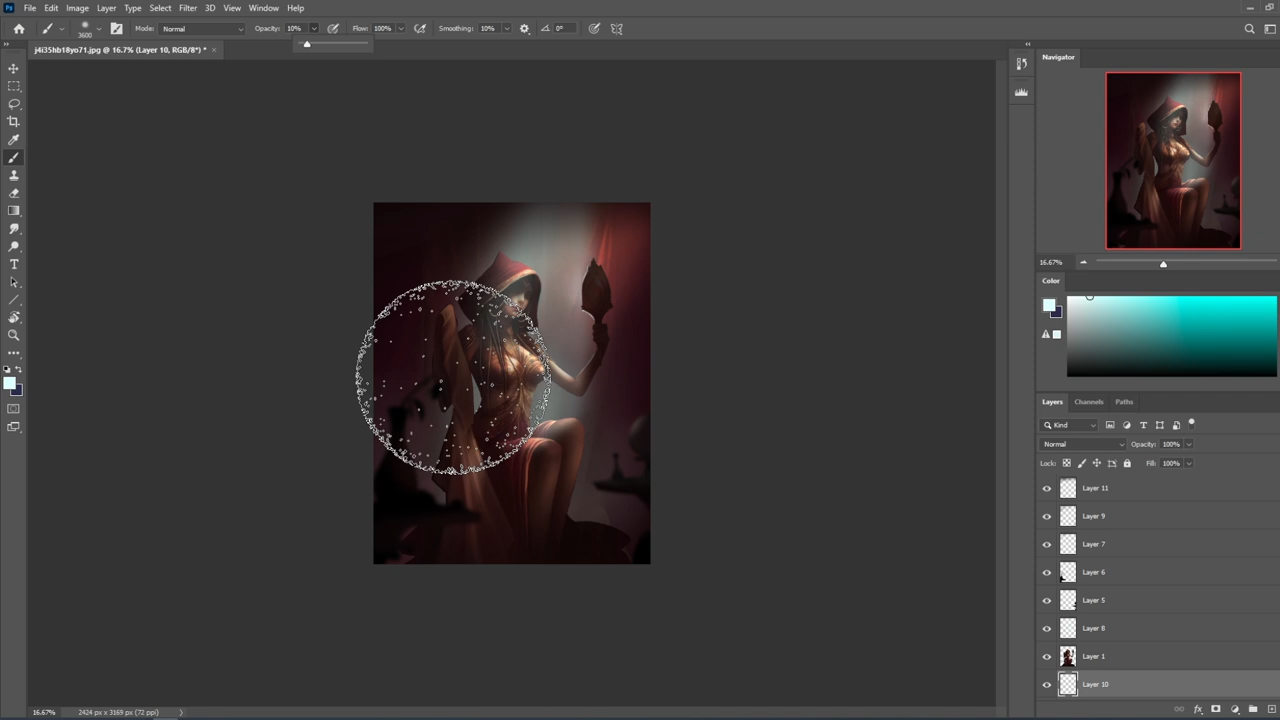 Ps File Edit Image Layer Type Select Filter 3D View Window Help
3600 Mode: Normal Opacity: 10% Flow: 100% Smoothing: 10% 0°
j4i35hb18yo71.jpg @ 16.7% (Layer 10, RGB/8*) * ×
Navigator
16.67%
Color
Layers Channels Paths
Kind
Normal Opacity: 100%
Lock: Fill: 100%
Layer 11
Layer 9
Layer 7
Layer 6
Layer 5
Layer 8
Layer 1
Layer 10
16.67% 2424 px x 3169 px (72 ppi)